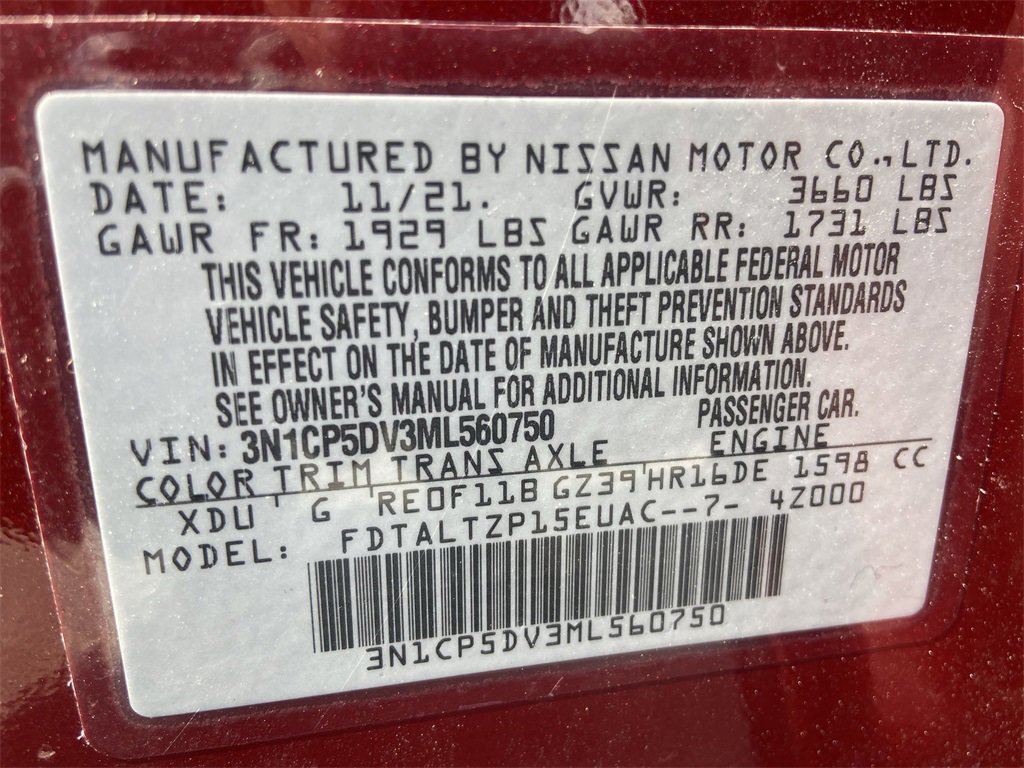 MANUFACTURED BY NISSAN MOTOR CO.,LTD.
DATE: 11/21. GVWR: 3660 LBS
GAWR FR: 1929 LBS GAWR RR: 1731 LBS
THIS VEHICLE CONFORMS TO ALL APPLICABLE FEDERAL MOTOR
VEHICLE SAFETY, BUMPER AND THEFT PREVENTION STANDARDS
IN EFFECT ON THE DATE OF MANUFACTURE SHOWN ABOVE.
SEE OWNER'S MANUAL FOR ADDITIONAL INFORMATION.
VIN: 3N1CP5DV3ML560750 PASSENGER CAR.
COLOR TRIM TRANS AXLE ENGINE
XDU G RE0F11B GZ39 HR16DE 1598 CC
MODEL: FDTALTZP15EUAC--7- 4Z000
3N1CP5DV3ML560750